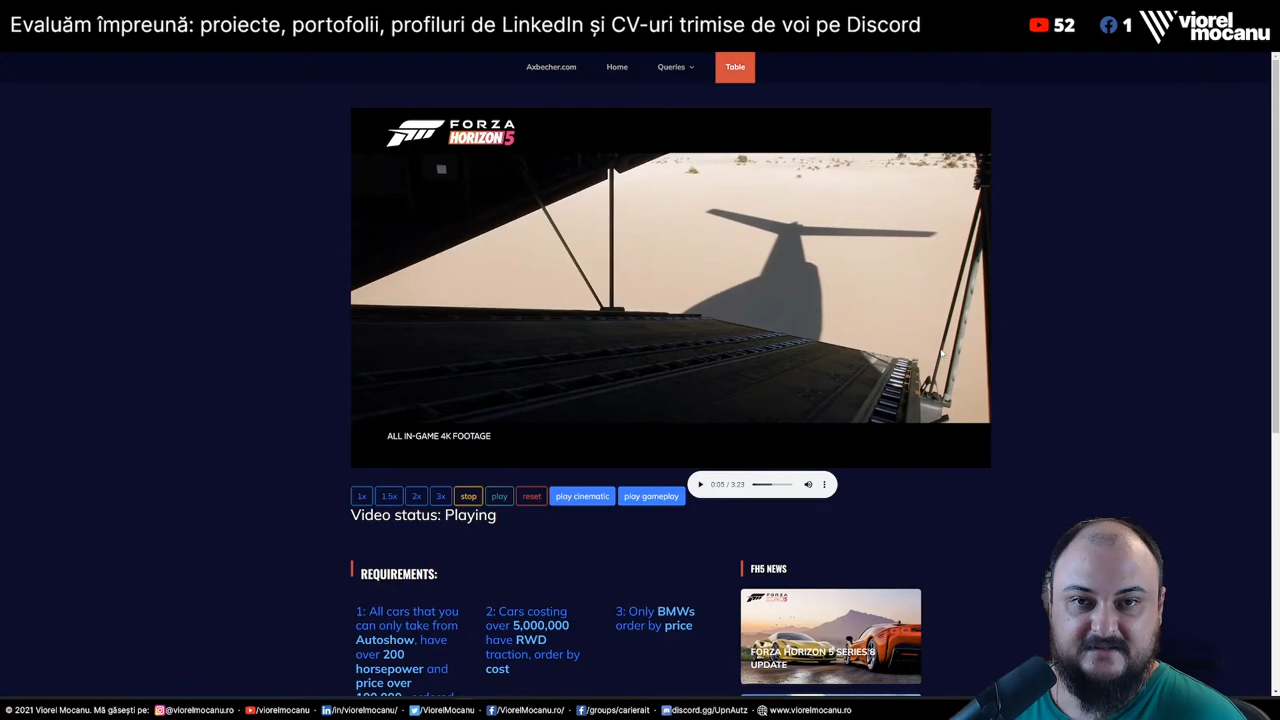 Evaluăm împreună: proiecte, portofolii, profiluri de LinkedIn și CV-uri trimise de voi pe Discord
52
1
viorel
mocanu
Axbecher.com
Home
Queries
Table
FORZA
HORIZON 5
ALL IN-GAME 4K FOOTAGE
1x
1.5x
2x
3x
stop
play
reset
play cinematic
play gameplay
0:05 / 3:23
Video status: Playing
REQUIREMENTS:
1: All cars that you
can only take from
Autoshow, have
over 200
horsepower and
price over
100,000, ordered
2: Cars costing
over 5,000,000
have RWD
traction, order by
cost
3: Only BMWs
order by price
FH5 NEWS
FORZA
FORZA HORIZON 5 SERIES 8
UPDATE
© 2021 Viorel Mocanu. Mă găsești pe:
@viorelmocanu.ro
/viorelmocanu
/in/viorelmocanu/
/ViorelMocanu
/ViorelMocanu.ro/
/groups/carierait
discord.gg/UpnAutz
www.viorelmocanu.ro